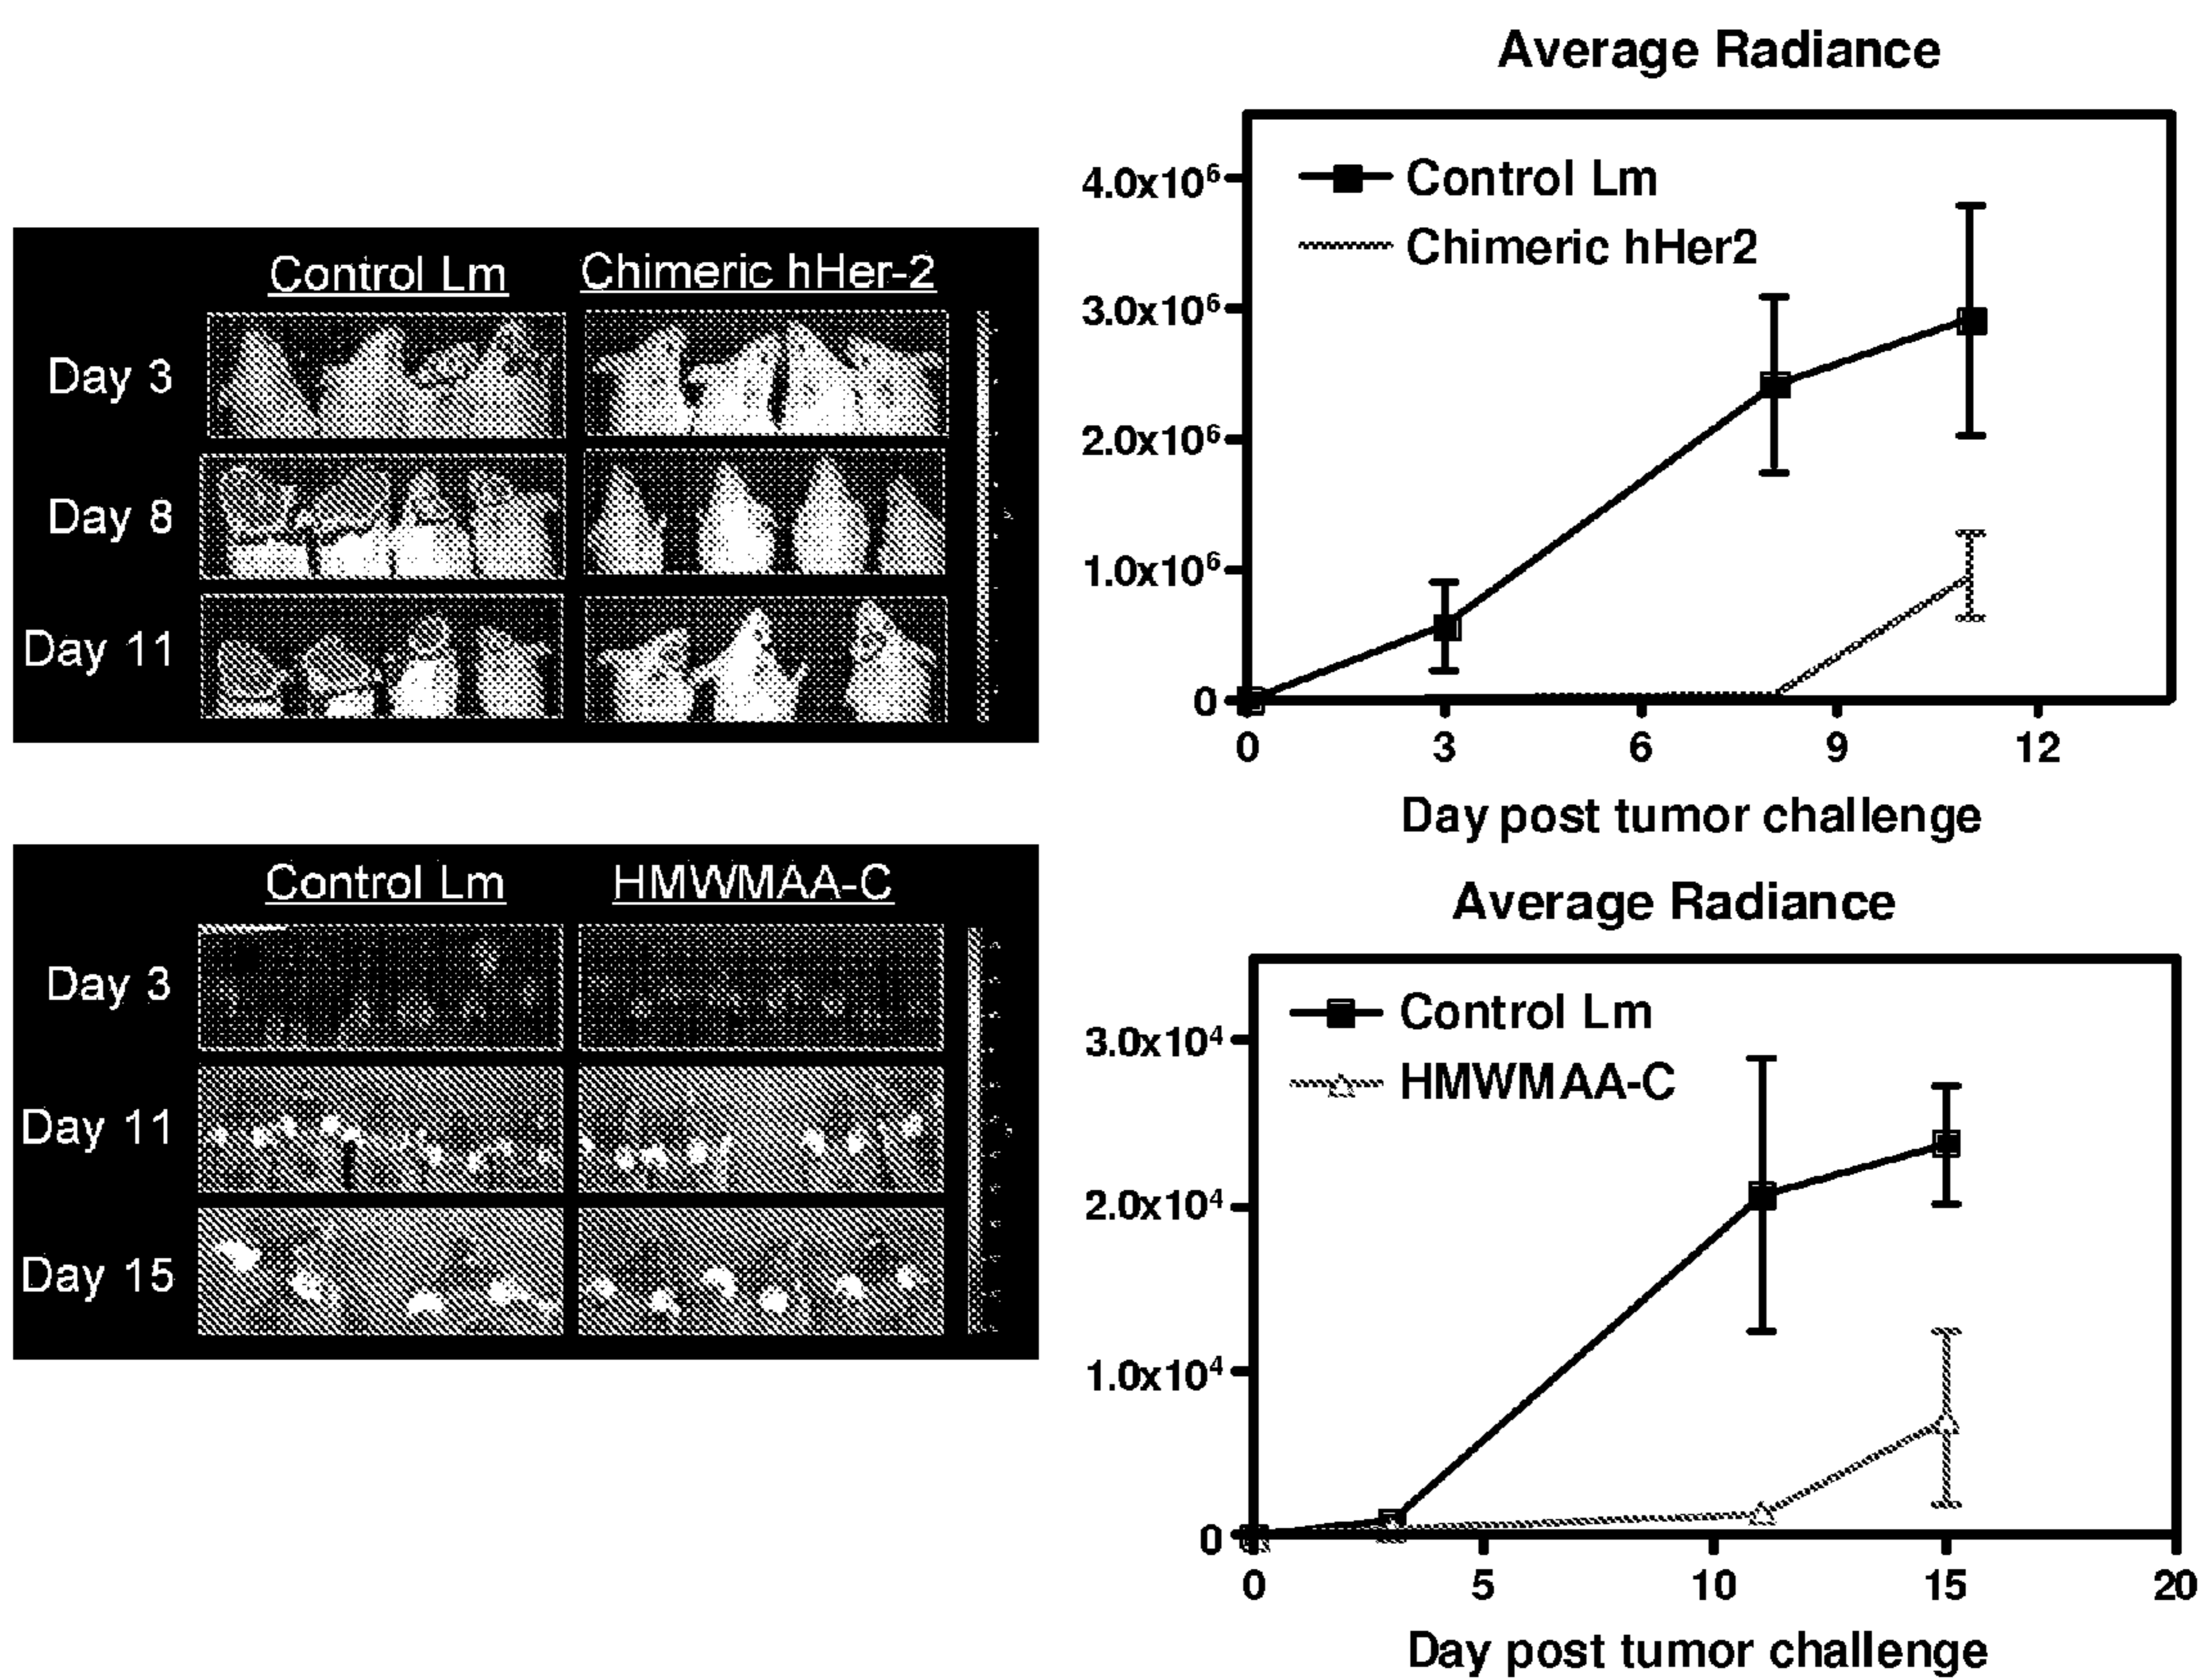 Control Lm Chimeric hHer-2
Day 3
Day 8
Day 11
Average Radiance
4.0x10⁶
3.0x10⁶
2.0x10⁶
1.0x10⁶
0
Control Lm
Chimeric hHer2
0 3 6 9 12
Day post tumor challenge
Control Lm HMWMAA-C
Day 3
Day 11
Day 15
Average Radiance
3.0x10⁴
2.0x10⁴
1.0x10⁴
0
Control Lm
HMWMAA-C
0 5 10 15 20
Day post tumor challenge